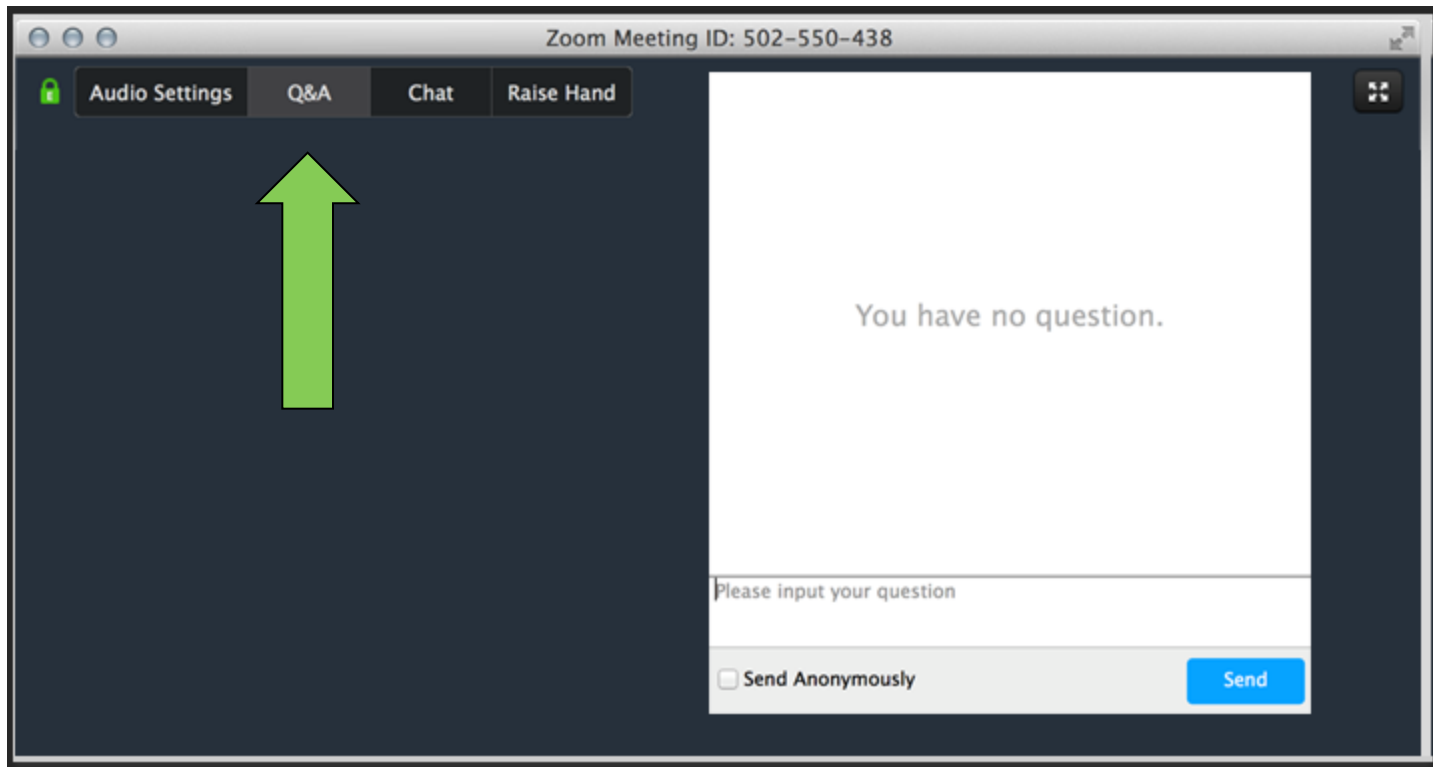 Zoom Meeting ID: 502-550-438
Audio Settings Q&A Chat Raise Hand
You have no question.
Please input your question
Send Anonymously Send